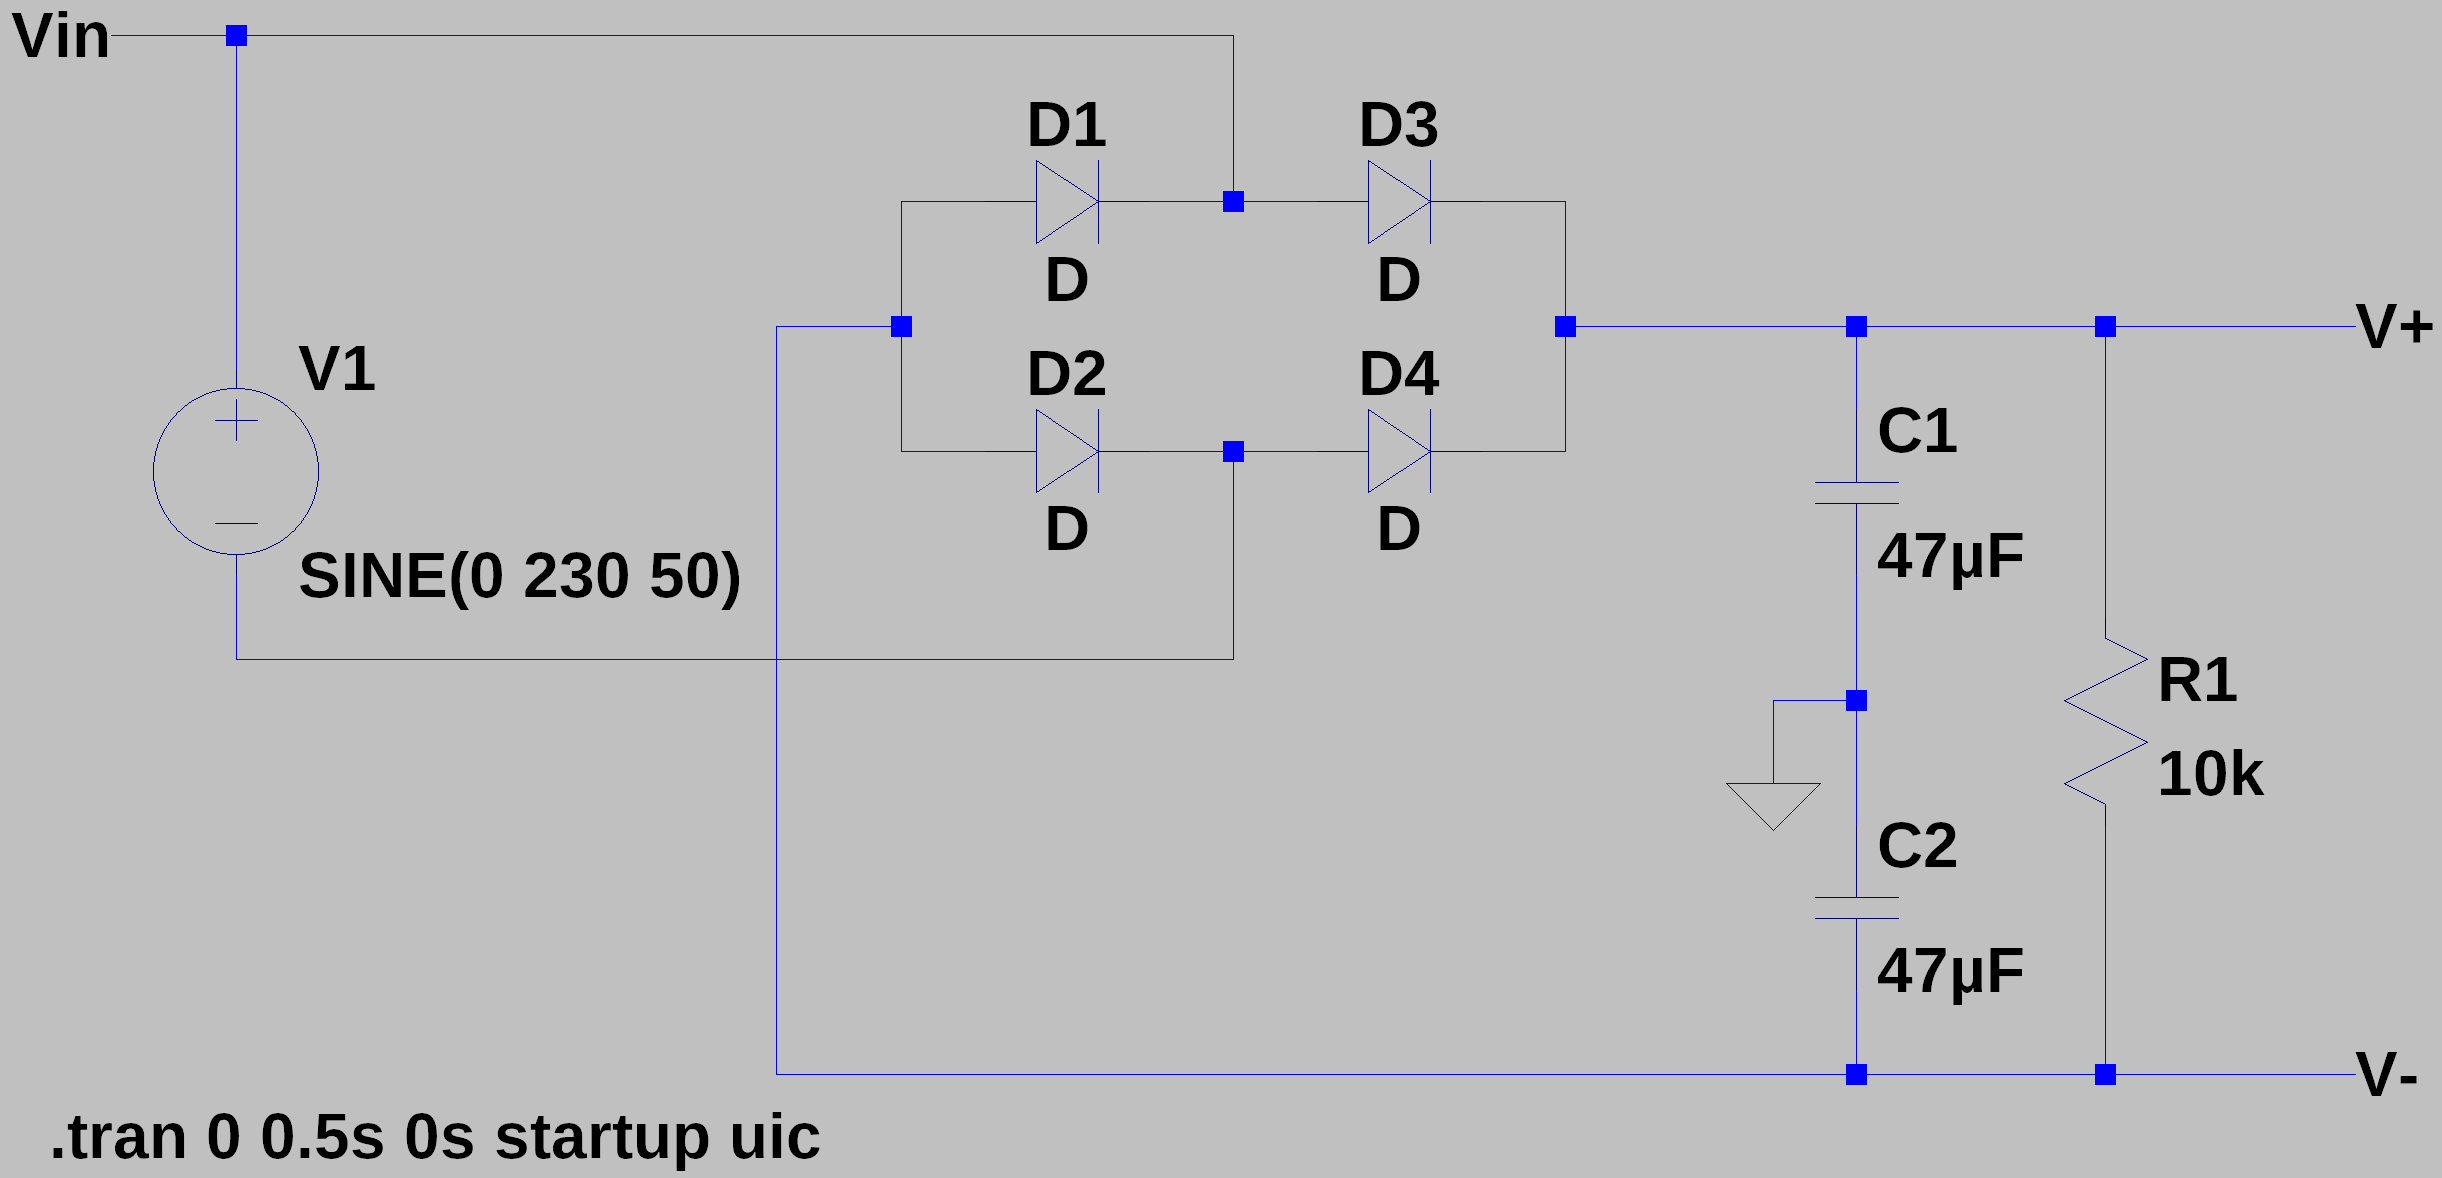 Vin
D1
D3
D
D
V1
SINE(0 230 50)
D2
D4
D
D
V+
C1
47µF
R1
10k
C2
47µF
V-
.tran 0 0.5s 0s startup uic